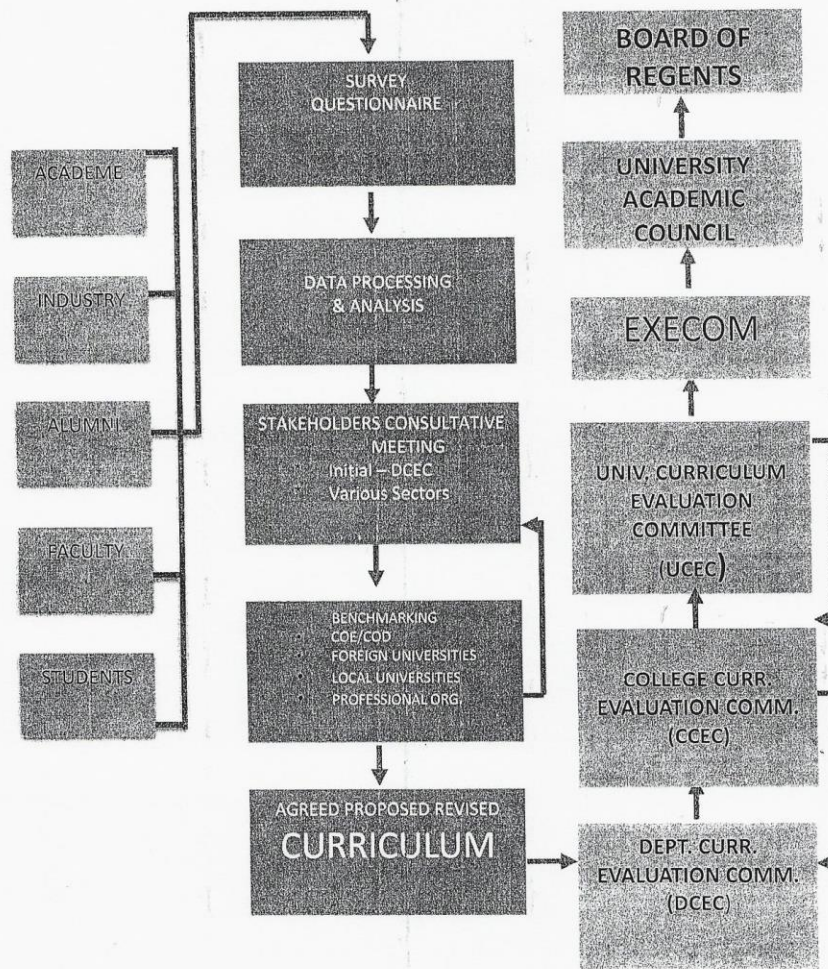 ACADEME
INDUSTRY
ALUMNI
FACULTY
STUDENTS
SURVEY
QUESTIONNAIRE
DATA PROCESSING
& ANALYSIS
STAKEHOLDERS CONSULTATIVE
MEETING
Initial – DCEC
Various Sectors
BENCHMARKING
• COE/COD
• FOREIGN UNIVERSITIES
• LOCAL UNIVERSITIES
• PROFESSIONAL ORG.
AGREED PROPOSED REVISED
CURRICULUM
BOARD OF
REGENTS
UNIVERSITY
ACADEMIC
COUNCIL
EXECOM
UNIV. CURRICULUM
EVALUATION
COMMITTEE
(UCEC)
COLLEGE CURR.
EVALUATION COMM.
(CCEC)
DEPT. CURR.
EVALUATION COMM.
(DCEC)